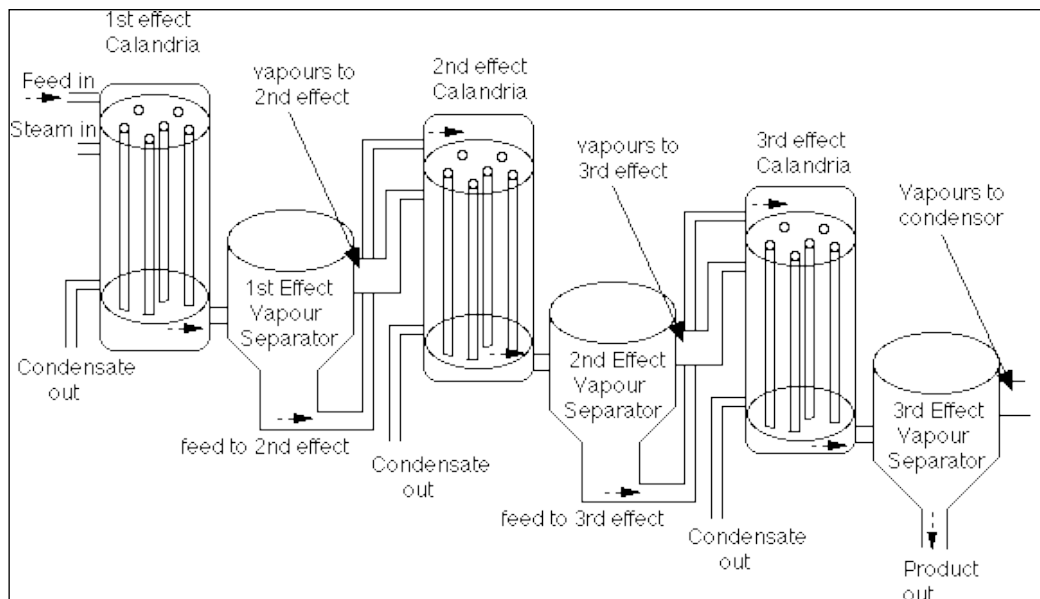 1st effect
Calandria
Feed in
Steam in
Condensate
out
vapours to
2nd effect
1st Effect
Vapour
Separator
feed to 2nd effect
2nd effect
Calandria
Condensate
out
vapours to
3rd effect
2nd Effect
Vapour
Separator
feed to 3rd effect
3rd effect
Calandria
Condensate
out
Vapours to
condensor
3rd Effect
Vapour
Separator
Product
out